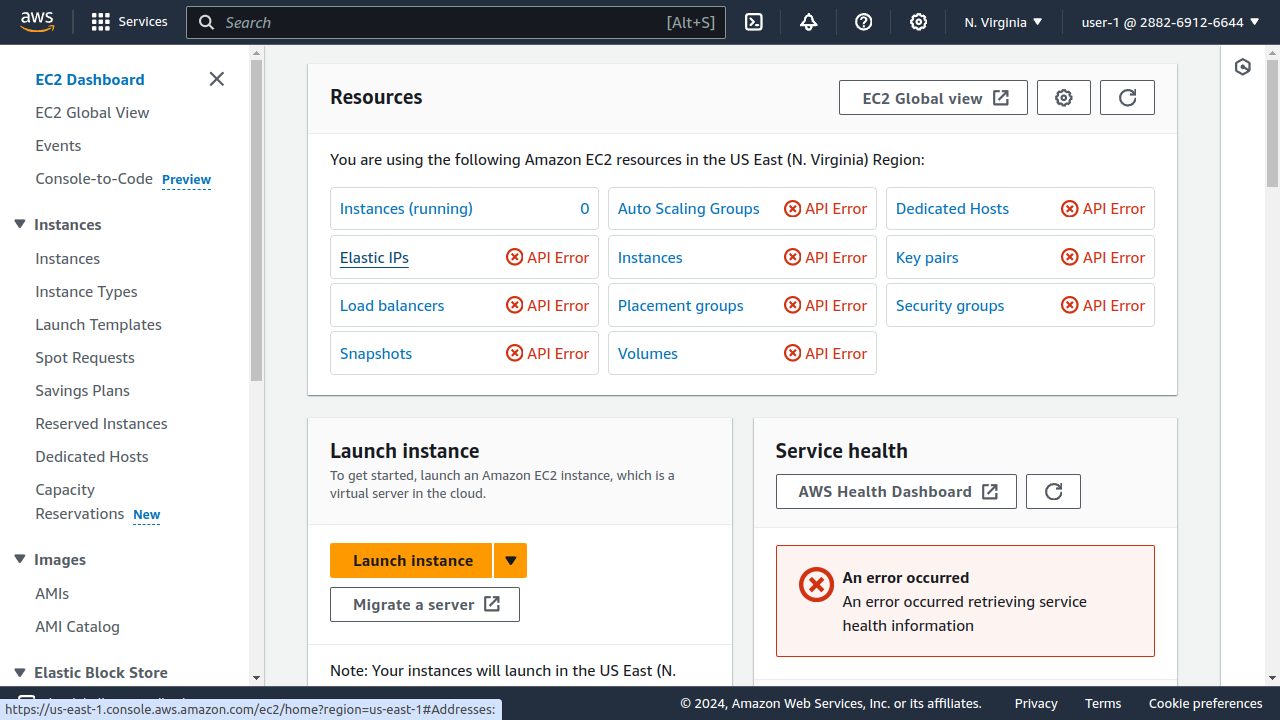 aws
Services
Search [Alt+S]
N. Virginia
user-1 @ 2882-6912-6644
EC2 Dashboard
EC2 Global View
Events
Console-to-Code Preview
Instances
Instances
Instance Types
Launch Templates
Spot Requests
Savings Plans
Reserved Instances
Dedicated Hosts
Capacity
Reservations New
Images
AMIs
AMI Catalog
Elastic Block Store
Resources
EC2 Global view
You are using the following Amazon EC2 resources in the US East (N. Virginia) Region:
Instances (running) 0
Auto Scaling Groups API Error
Dedicated Hosts API Error
Elastic IPs API Error
Instances API Error
Key pairs API Error
Load balancers API Error
Placement groups API Error
Security groups API Error
Snapshots API Error
Volumes API Error
Launch instance
To get started, launch an Amazon EC2 instance, which is a
virtual server in the cloud.
Launch instance
Migrate a server
Note: Your instances will launch in the US East (N.
Service health
AWS Health Dashboard
An error occurred
An error occurred retrieving service
health information
https://us-east-1.console.aws.amazon.com/ec2/home?region=us-east-1#Addresses:
© 2024, Amazon Web Services, Inc. or its affiliates.
Privacy
Terms
Cookie preferences